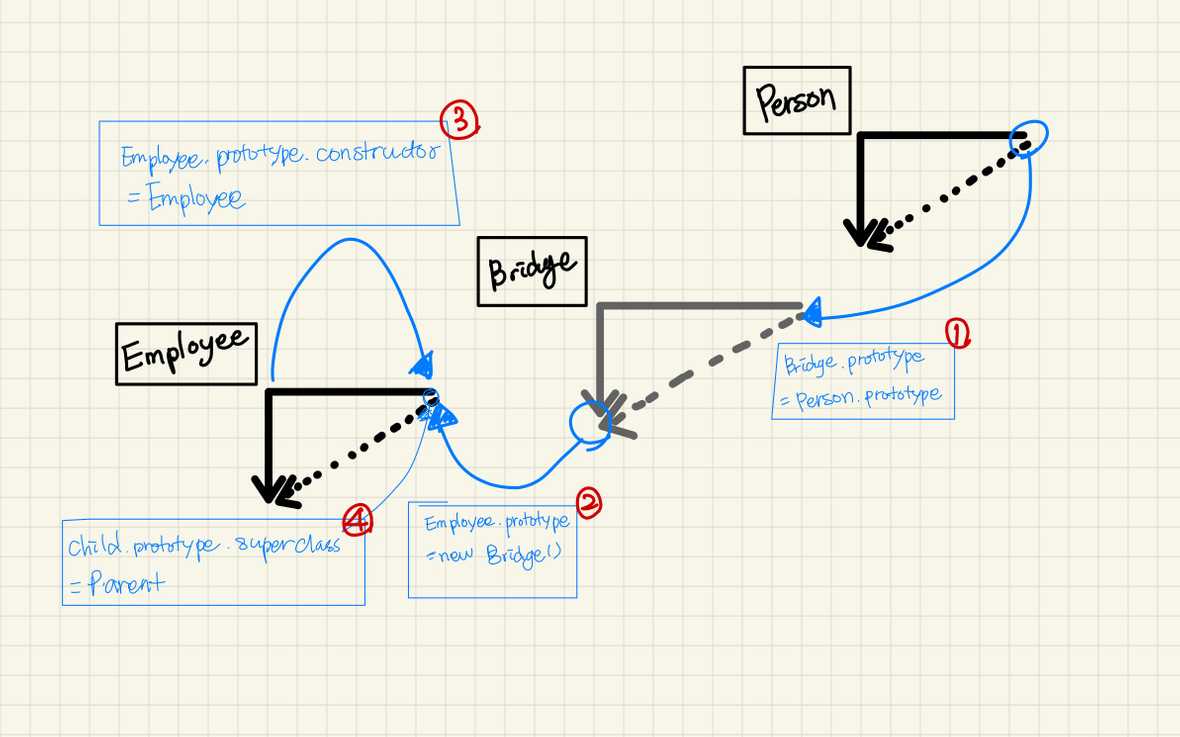 Person
③
Employee.prototype.constructor
= Employee
Bridge
Employee
①
Bridge.prototype
= Person.prototype
②
Employee.prototype
=new Bridge()
④
Child.prototype.superclass
= Parent